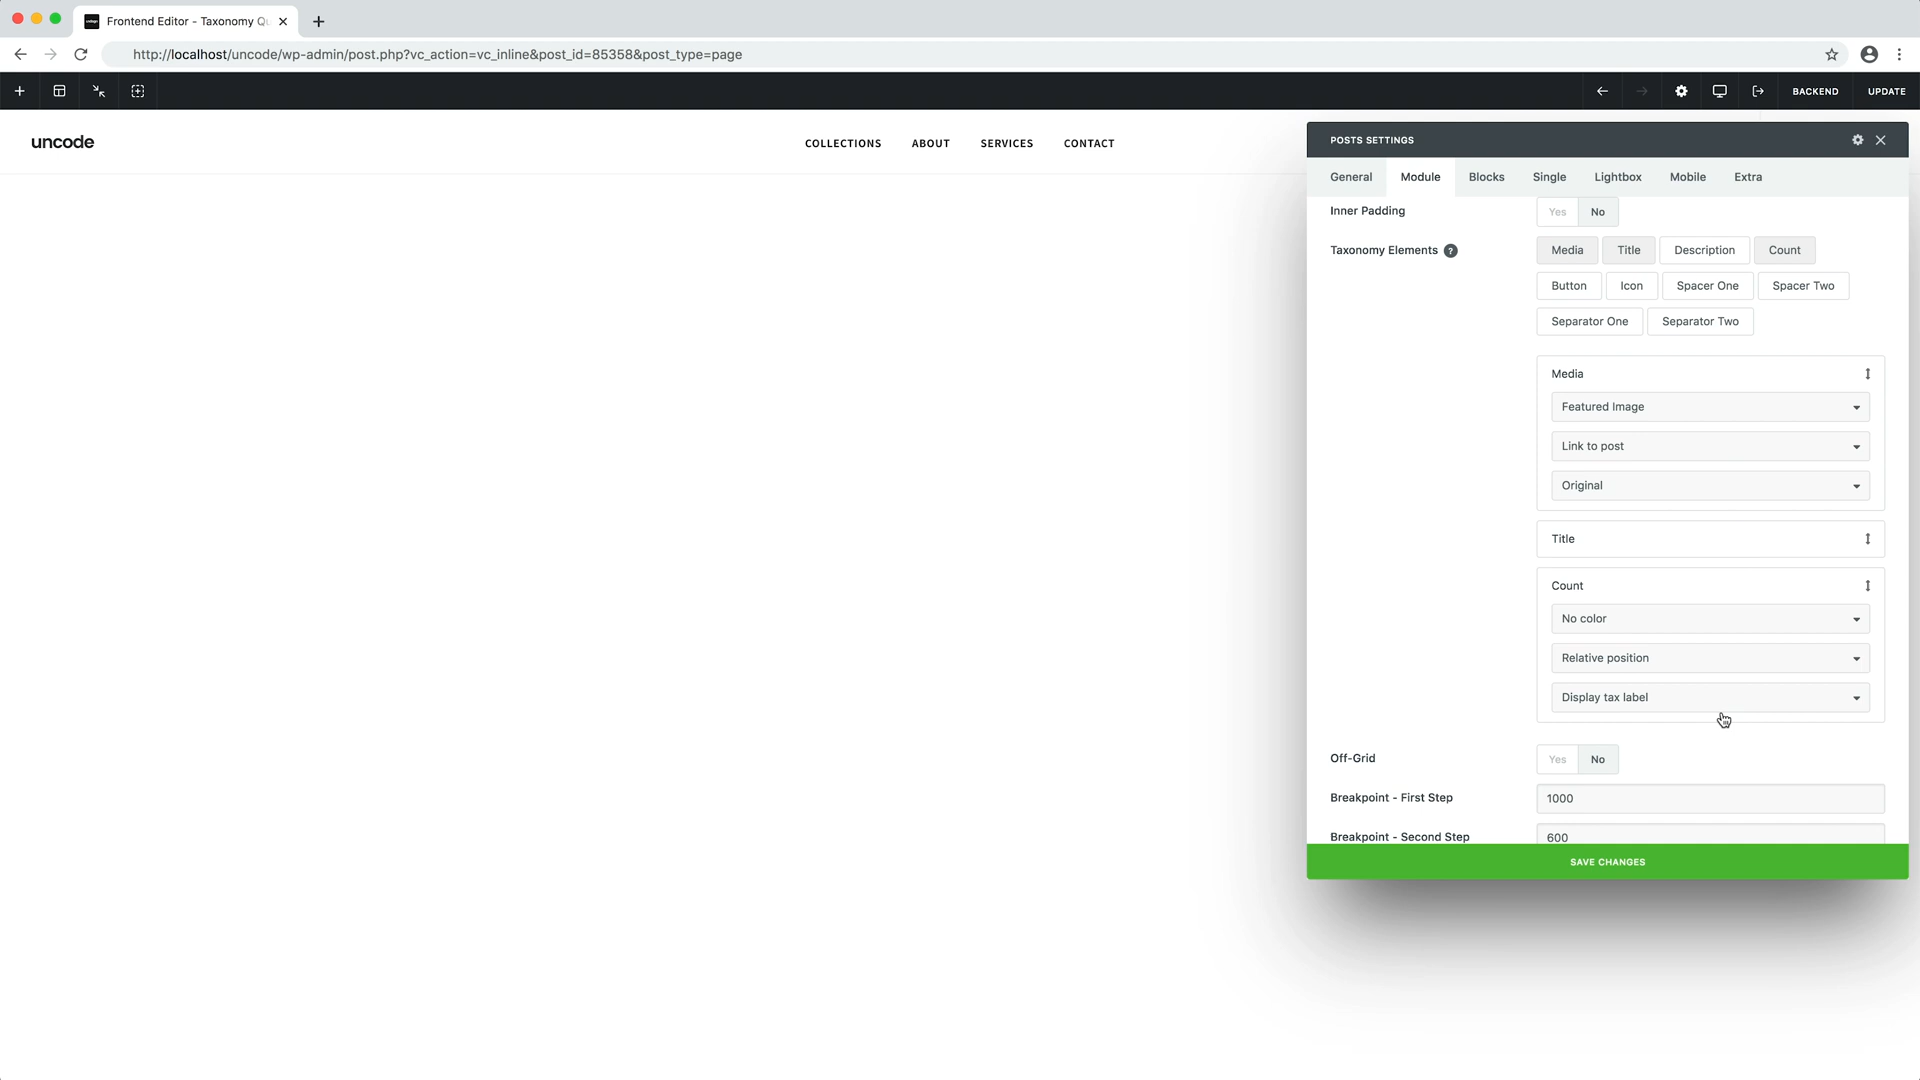 Frontend Editor - Taxonomy Qu
http://localhost/uncode/wp-admin/post.php?vc_action=vc_inline&post_id=85358&post_type=page
BACKEND
UPDATE
uncode
COLLECTIONS
ABOUT
SERVICES
CONTACT
POSTS SETTINGS
General
Module
Blocks
Single
Lightbox
Mobile
Extra
Inner Padding
Yes
No
Taxonomy Elements ?
Media
Title
Description
Count
Button
Icon
Spacer One
Spacer Two
Separator One
Separator Two
Media
Featured Image
Link to post
Original
Title
Count
No color
Relative position
Display tax label
Off-Grid
Yes
No
Breakpoint - First Step
1000
Breakpoint - Second Step
600
SAVE CHANGES